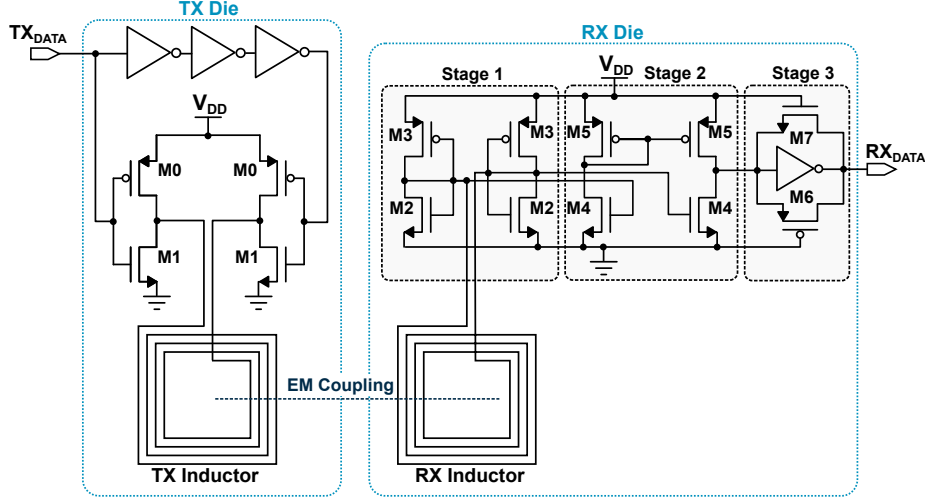 TX Die
TXDATA
VDD
M0
M0
M1
M1
TX Inductor
EM Coupling
RX Die
Stage 1
VDD
Stage 2
Stage 3
M3
M3
M5
M5
M7
RXDATA
M6
M2
M2
M4
M4
RX Inductor